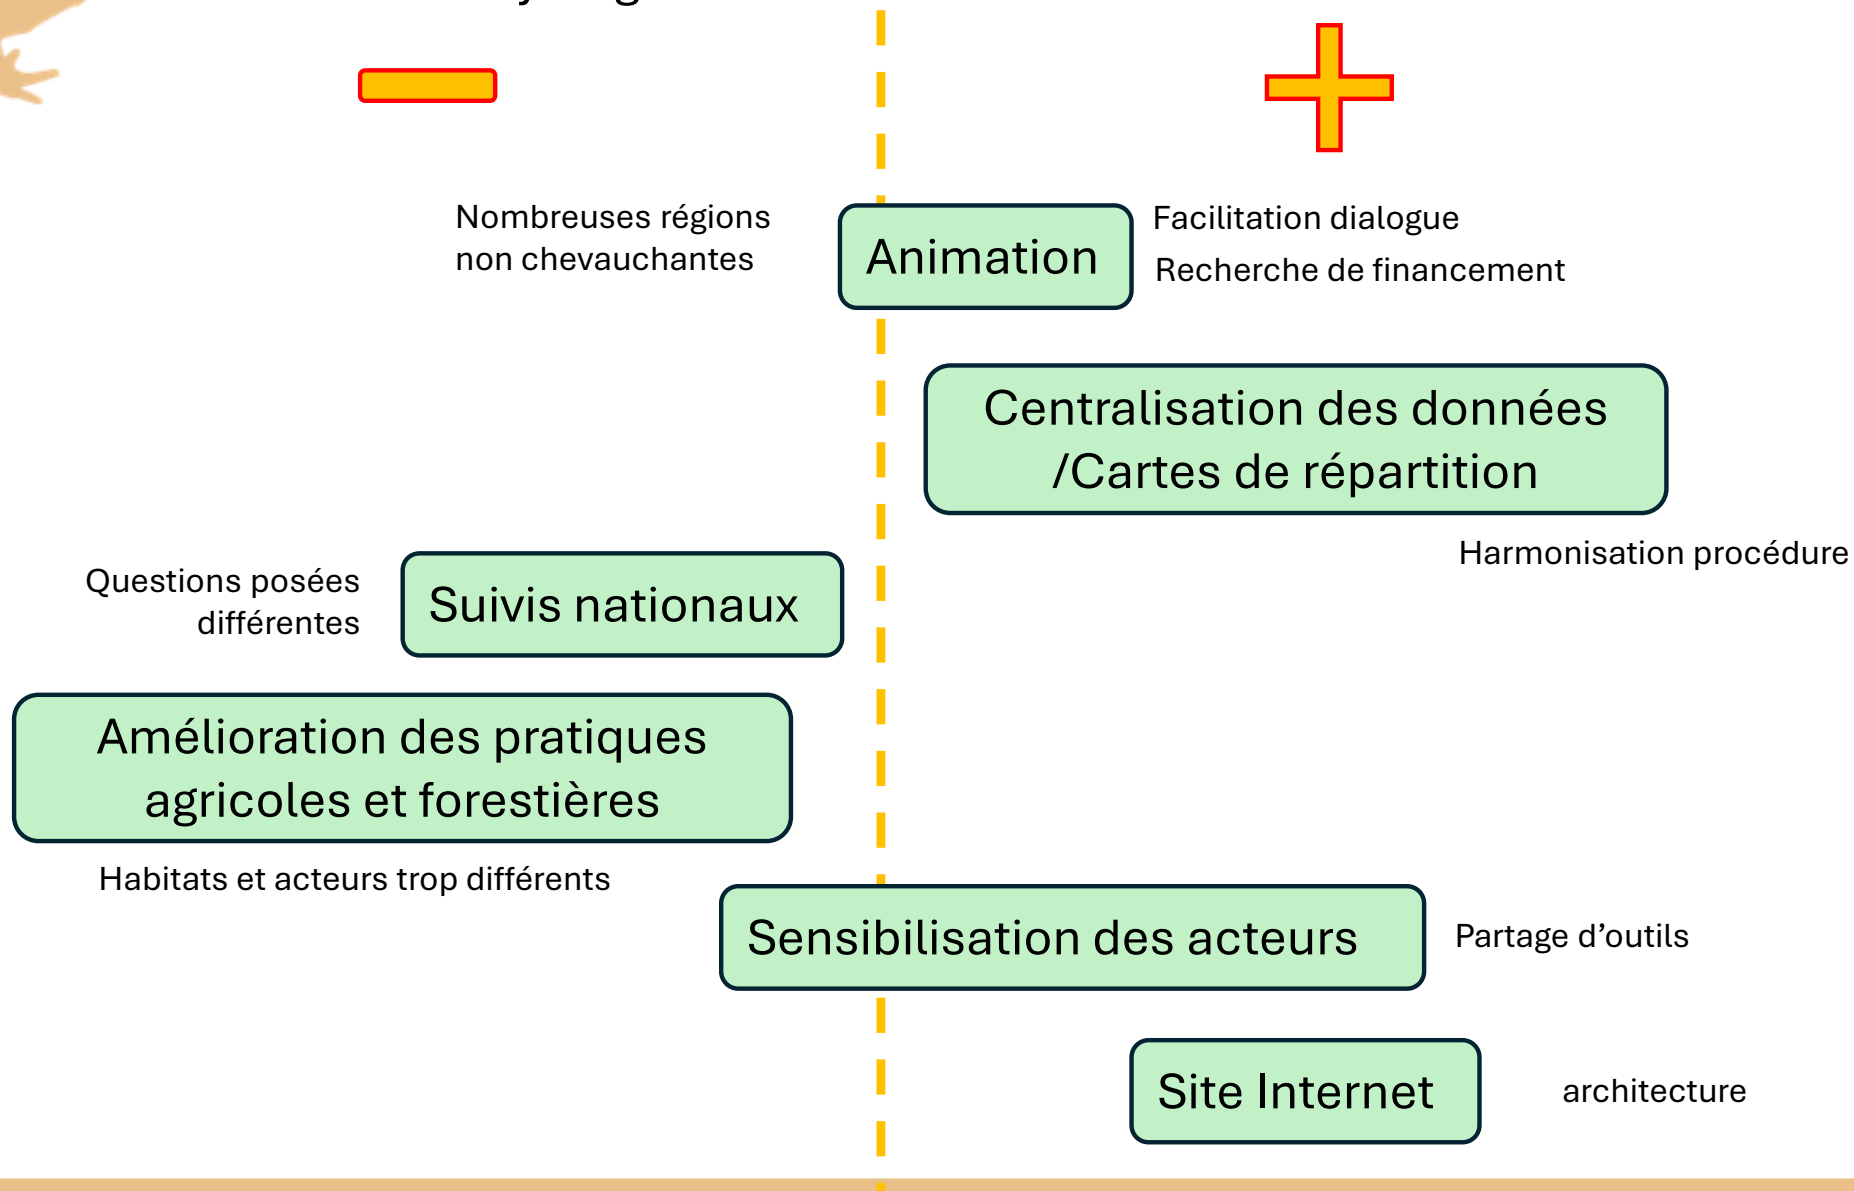 Nombreuses régions
non chevauchantes
Animation
Facilitation dialogue
Recherche de financement
Centralisation des données
/Cartes de répartition
Harmonisation procédure
Questions posées
différentes
Suivis nationaux
Amélioration des pratiques
agricoles et forestières
Habitats et acteurs trop différents
Sensibilisation des acteurs
Partage d’outils
Site Internet
architecture